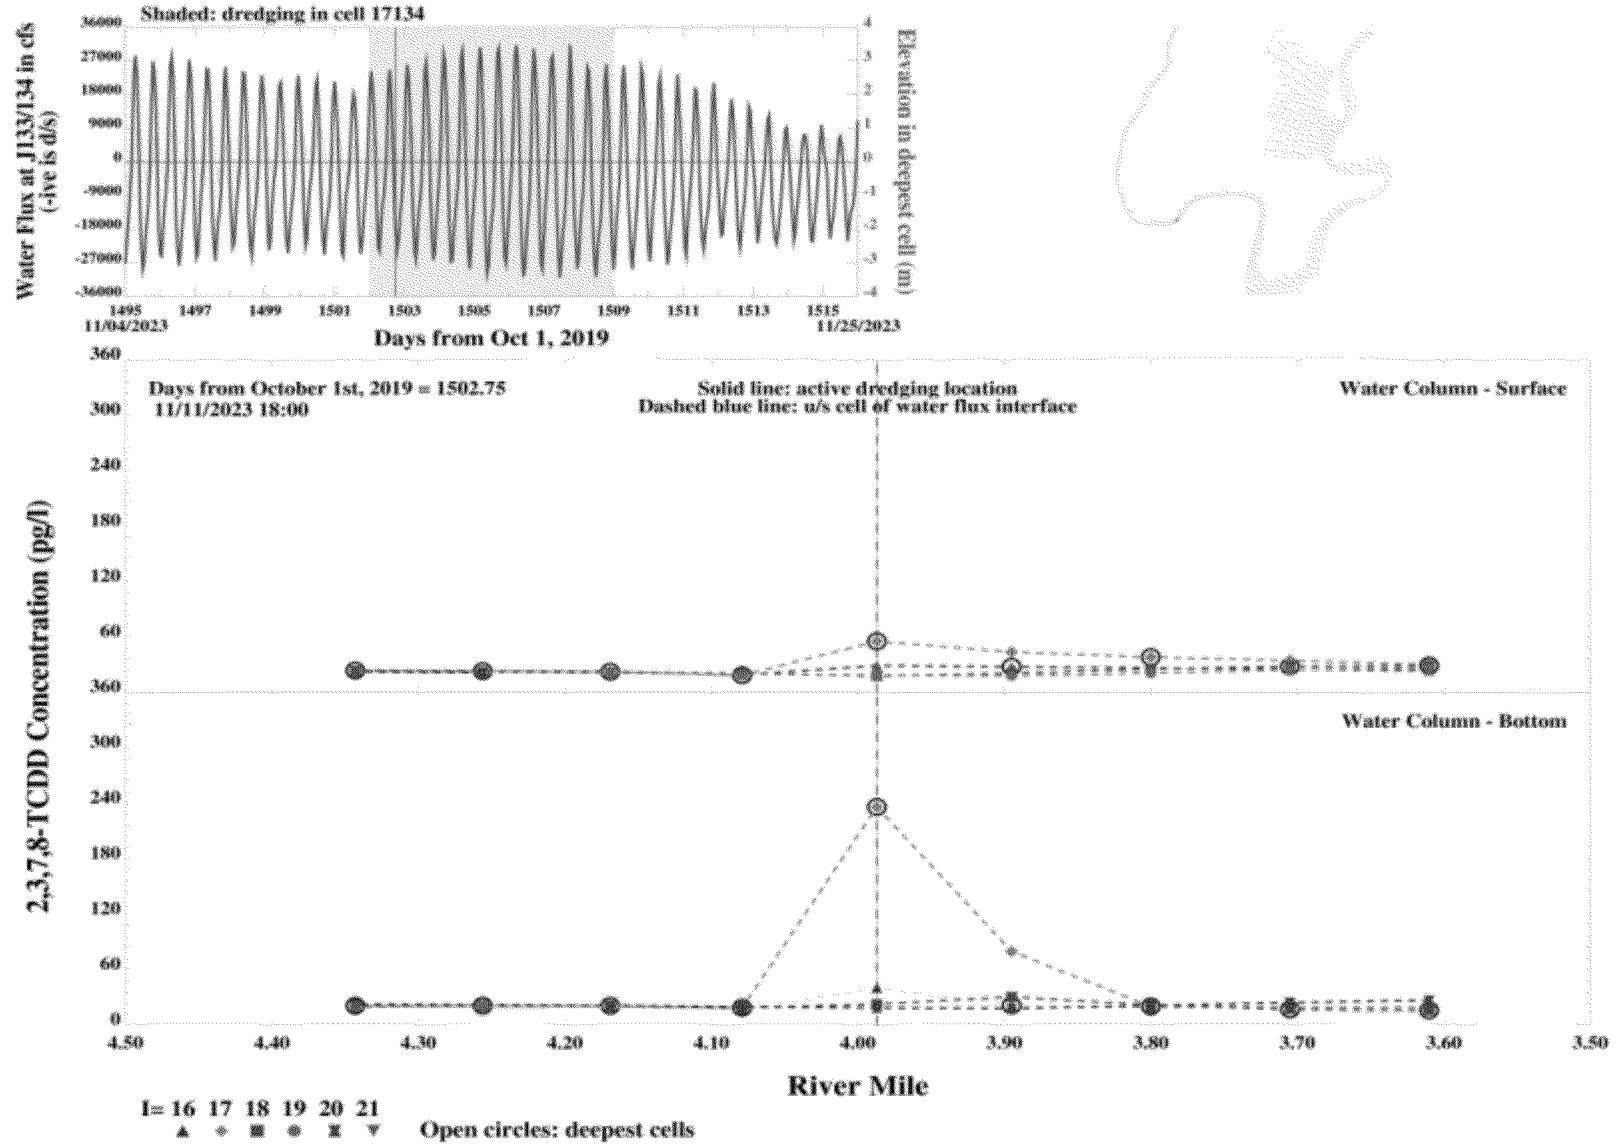 Shaded: dredging in cell 17134
Water Flux at J133/134 in cfs
(-ive is d/s)
36000
27000
18000
9000
0
-9000
-18000
-27000
-36000
4
3
2
1
0
-1
-2
-3
-4
Elevation in deepest cell (m)
1495 1497 1499 1501 1503 1505 1507 1509 1511 1513 1515
11/04/2023 11/25/2023
Days from Oct 1, 2019
Days from October 1st, 2019 = 1502.75
11/11/2023 18:00
Solid line: active dredging location
Dashed blue line: u/s cell of water flux interface
Water Column - Surface
2,3,7,8-TCDD Concentration (pg/l)
360
300
240
180
120
60
360
300
240
180
120
60
0
Water Column - Bottom
4.50 4.40 4.30 4.20 4.10 4.00 3.90 3.80 3.70 3.60 3.50
River Mile
I= 16 17 18 19 20 21
Open circles: deepest cells